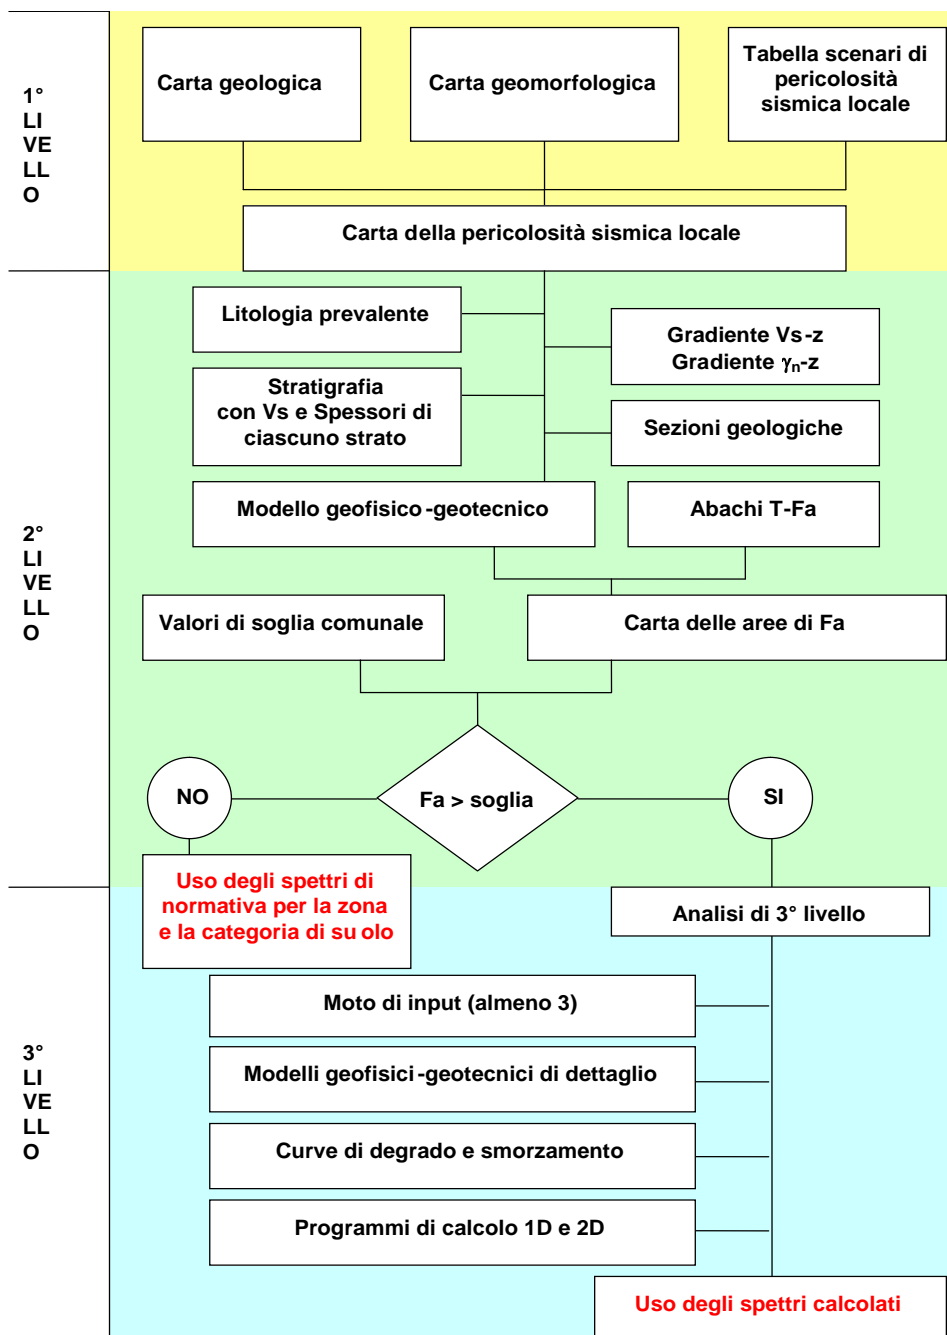 1°
LI
VE
LL
O
Carta geologica
Carta geomorfologica
Tabella scenari di
pericolosità
sismica locale
Carta della pericolosità sismica locale
2°
LI
VE
LL
O
Litologia prevalente
Gradiente Vs-z
Gradiente γn-z
Stratigrafia
con Vs e Spessori di
ciascuno strato
Sezioni geologiche
Modello geofisico-geotecnico
Abachi T-Fa
Valori di soglia comunale
Carta delle aree di Fa
NO
Fa > soglia
SI
Uso degli spettri di
normativa per la zona
e la categoria di su olo
Analisi di 3° livello
3°
LI
VE
LL
O
Moto di input (almeno 3)
Modelli geofisici-geotecnici di dettaglio
Curve di degrado e smorzamento
Programmi di calcolo 1D e 2D
Uso degli spettri calcolati